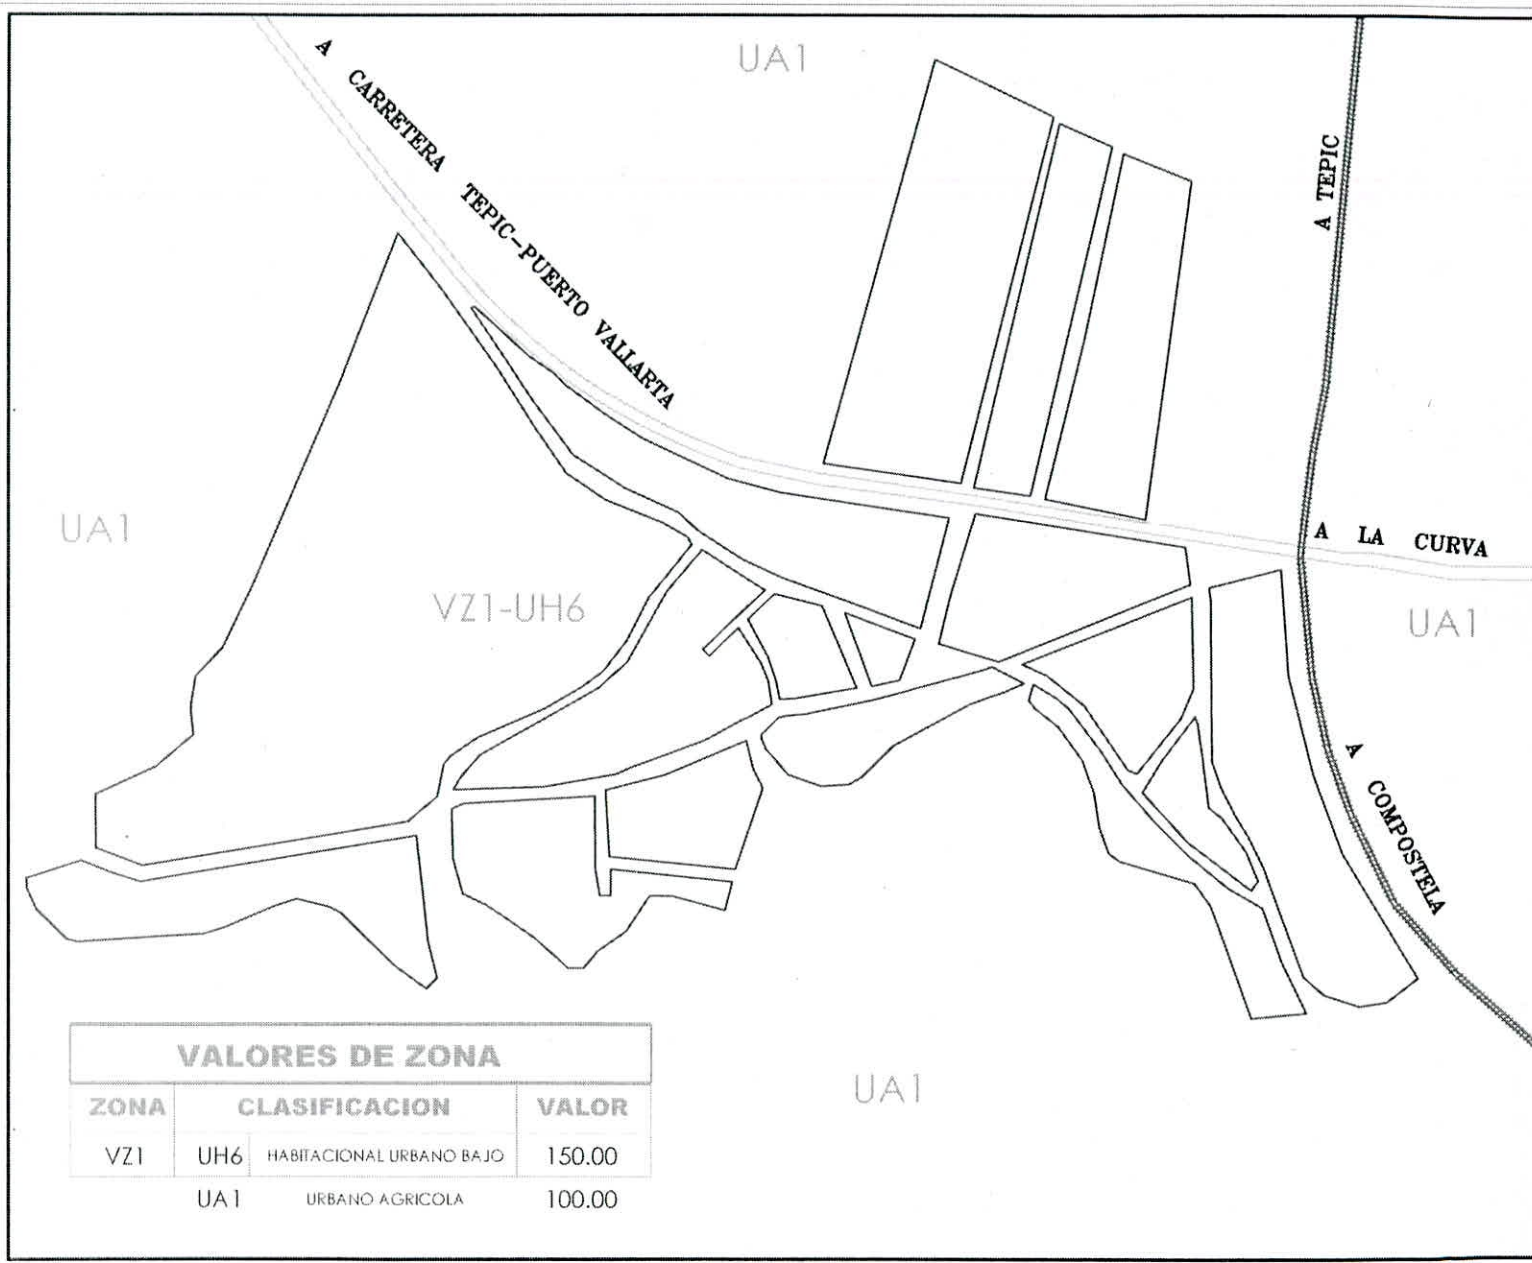 UA1
A CARRETERA TEPIC-PUERTO VALLARTA
A TEPIC
UA1
A LA CURVA
VZ1-UH6
UA1
A COMPOSTELA
UA1
VALORES DE ZONA
ZONA CLASIFICACION VALOR
VZ1 UH6 HABITACIONAL URBANO BAJO 150.00
UA1 URBANO AGRICOLA 100.00